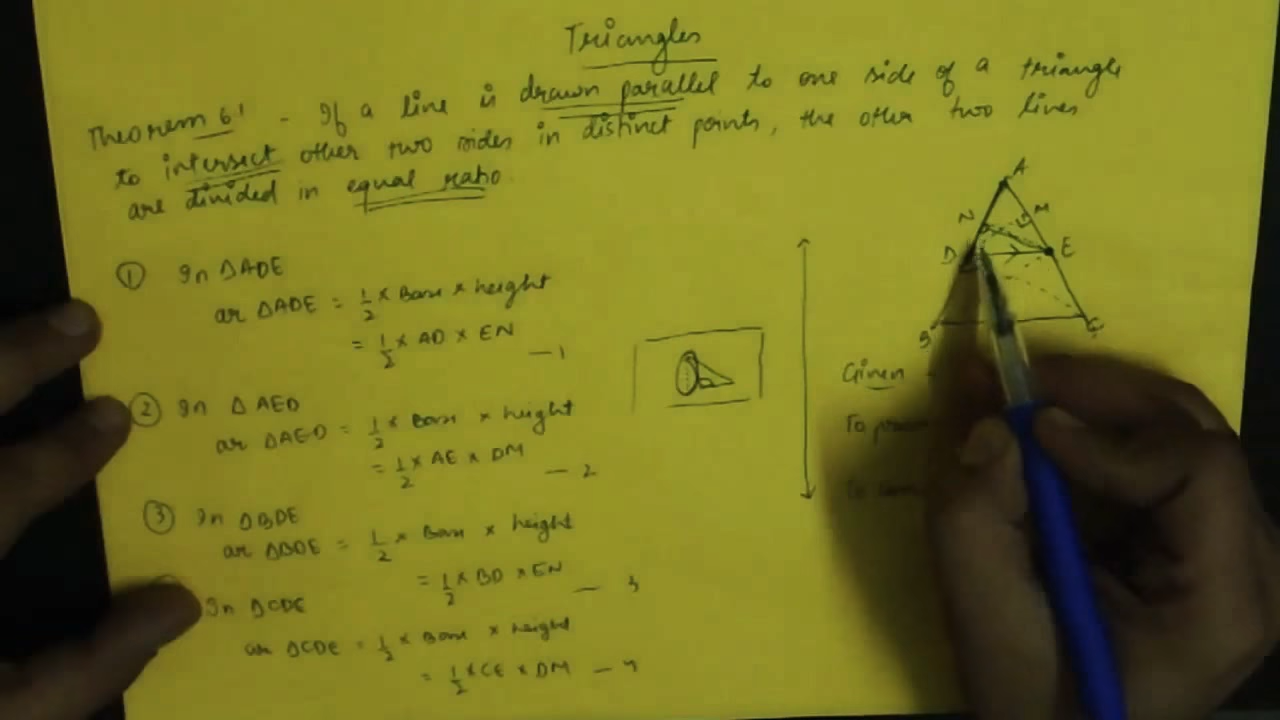 Triangles
Theorem 6.1 - If a line is drawn parallel to one side of a triangle
to intersect other two sides in distinct points, the other two lines
are divided in equal ratio.
① In ΔADE
ar ΔADE = 1/2 × Base × height
= 1/2 × AD × EN — 1
② In Δ AED
ar ΔAED = 1/2 × Base × height
= 1/2 × AE × DM — 2
③ In ΔBDE
ar ΔBDE = 1/2 × Base × height
= 1/2 × BD × EN — 3
In ΔCDE
ar ΔCDE = 1/2 × Base × height
= 1/2 × CE × DM — 4
A
N
M
D
E
B
C
Given -
To
To